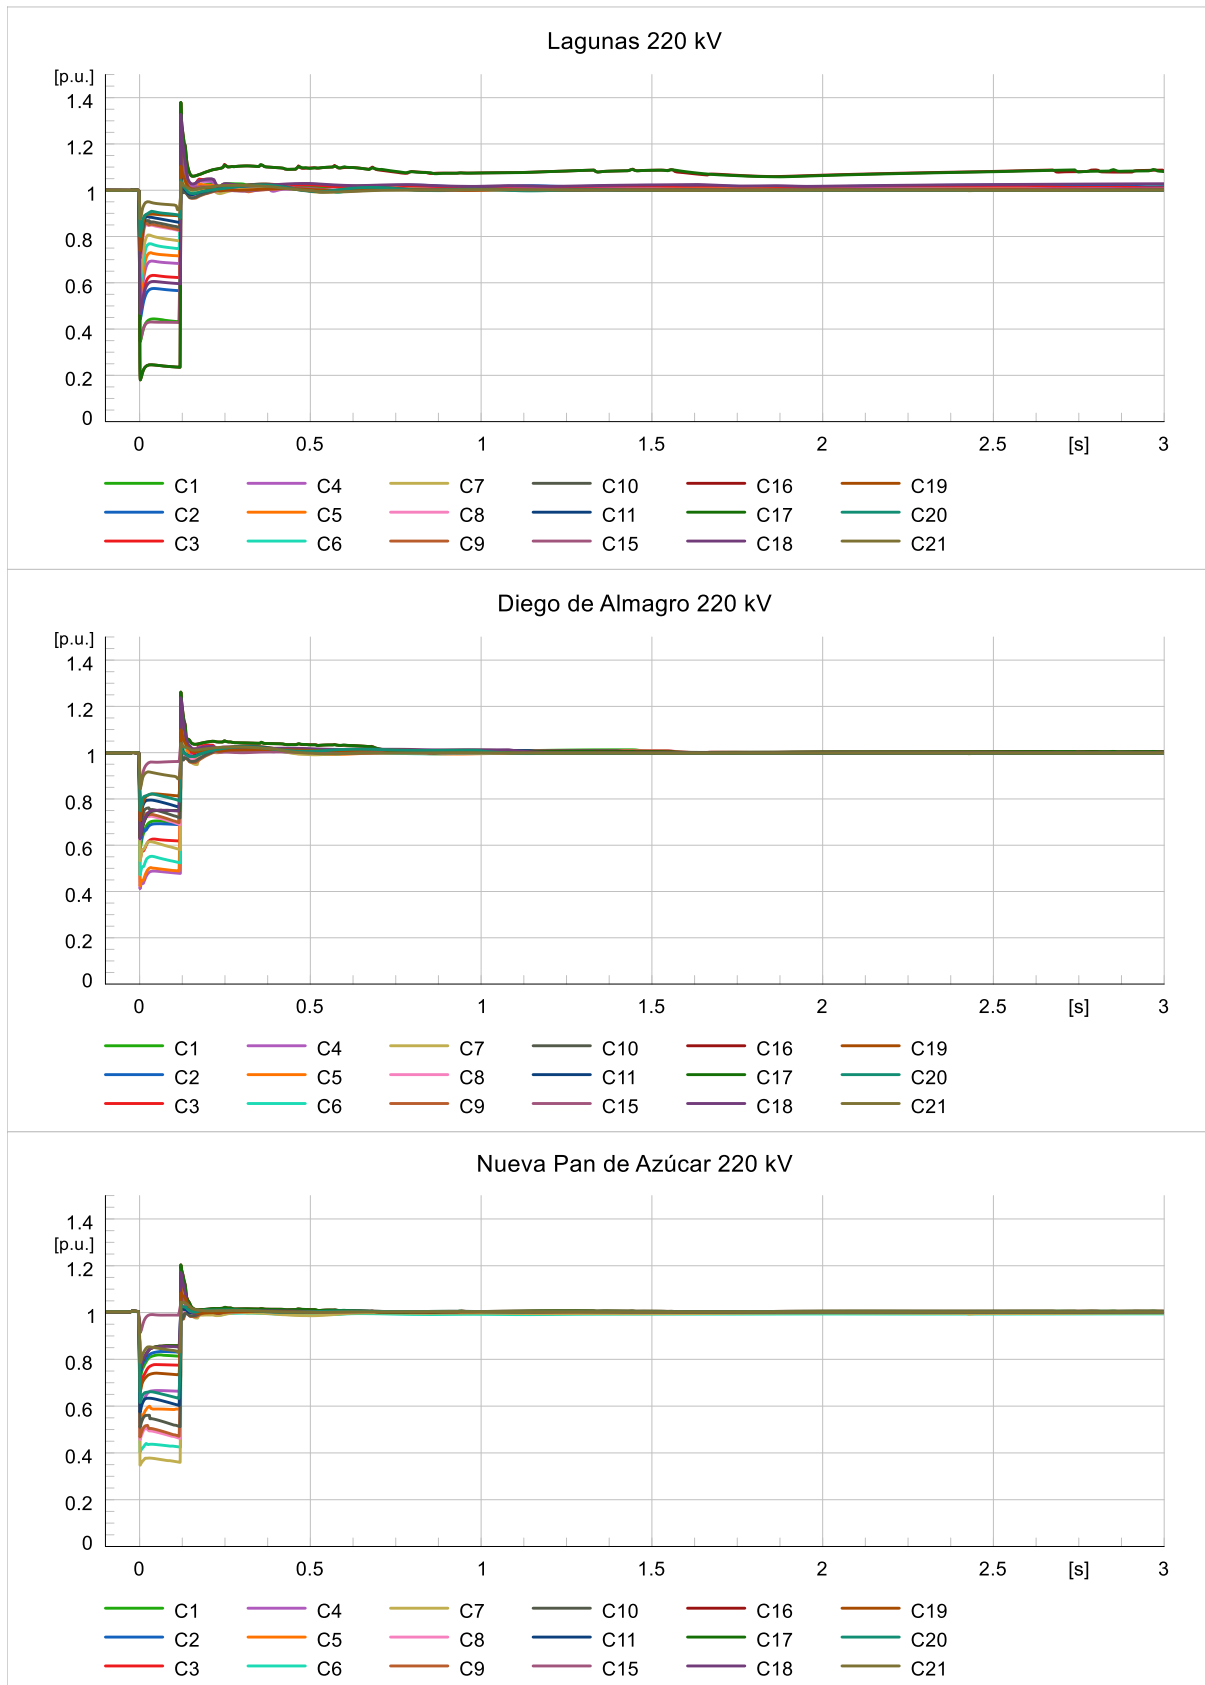 Lagunas 220 kV
[p.u.]
1.4
1.2
1
0.8
0.6
0.4
0.2
0
0 0.5 1 1.5 2 2.5 [s] 3
C1 C4 C7 C10 C16 C19
C2 C5 C8 C11 C17 C20
C3 C6 C9 C15 C18 C21
Diego de Almagro 220 kV
[p.u.]
1.4
1.2
1
0.8
0.6
0.4
0.2
0
0 0.5 1 1.5 2 2.5 [s] 3
C1 C4 C7 C10 C16 C19
C2 C5 C8 C11 C17 C20
C3 C6 C9 C15 C18 C21
Nueva Pan de Azúcar 220 kV
1.4
[p.u.]
1.2
1
0.8
0.6
0.4
0.2
0
0 0.5 1 1.5 2 2.5 [s] 3
C1 C4 C7 C10 C16 C19
C2 C5 C8 C11 C17 C20
C3 C6 C9 C15 C18 C21